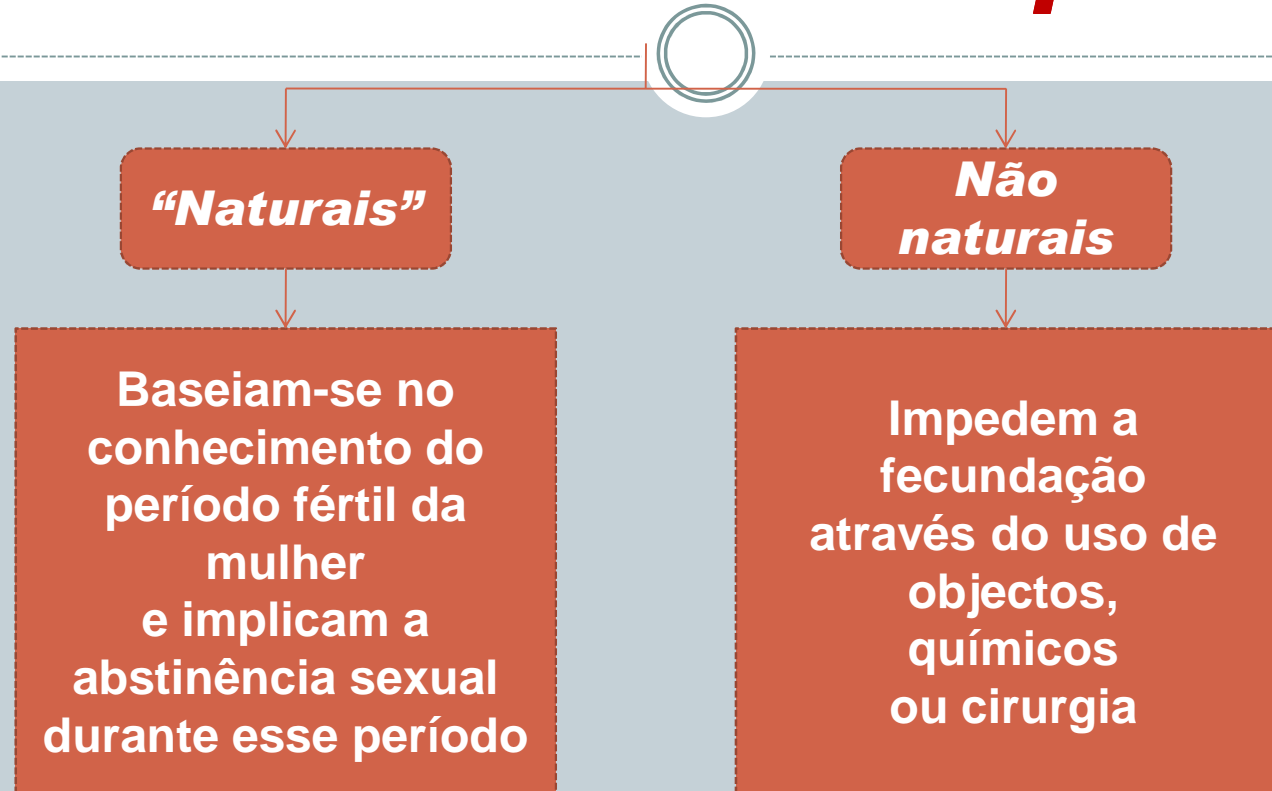 “Naturais”
Não
naturais
Baseiam-se no
conhecimento do
período fértil da
mulher
e implicam a
abstinência sexual
durante esse período
Impedem a
fecundação
através do uso de
objectos,
químicos
ou cirurgia